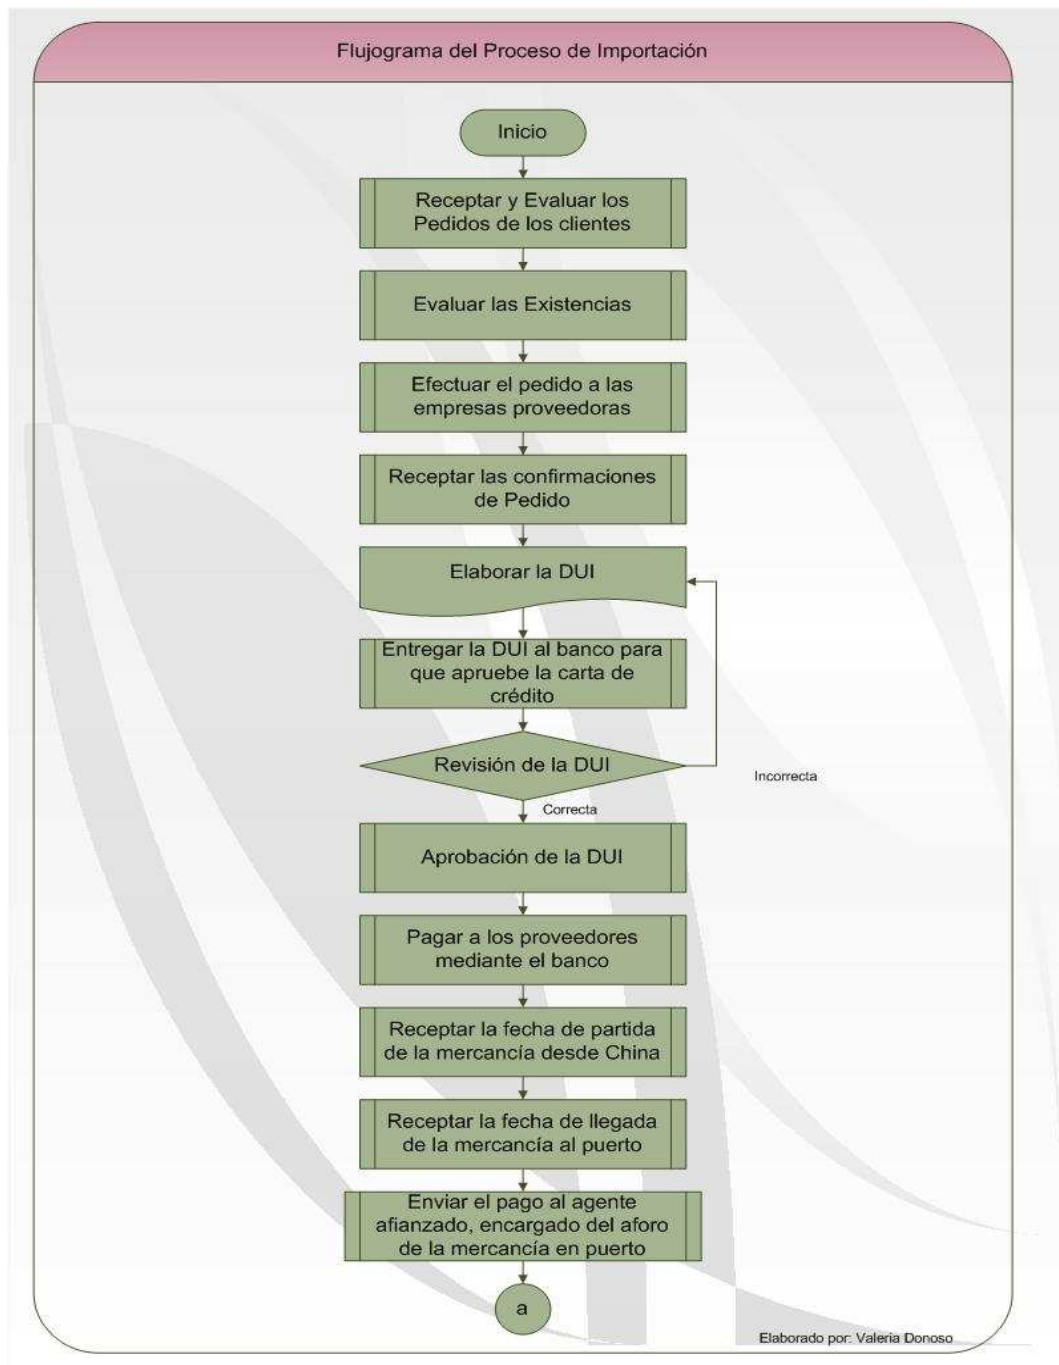 Flujograma del Proceso de Importación
Inicio
Receptar y Evaluar los
Pedidos de los clientes
Evaluar las Existencias
Efectuar el pedido a las
empresas proveedoras
Receptar las confirmaciones
de Pedido
Elaborar la DUI
Entregar la DUI al banco para
que apruebe la carta de
crédito
Revisión de la DUI
Incorrecta
Correcta
Aprobación de la DUI
Pagar a los proveedores
mediante el banco
Receptar la fecha de partida
de la mercancía desde China
Receptar la fecha de llegada
de la mercancía al puerto
Enviar el pago al agente
afianzado, encargado del aforo
de la mercancía en puerto
a
Elaborado por: Valeria Donoso